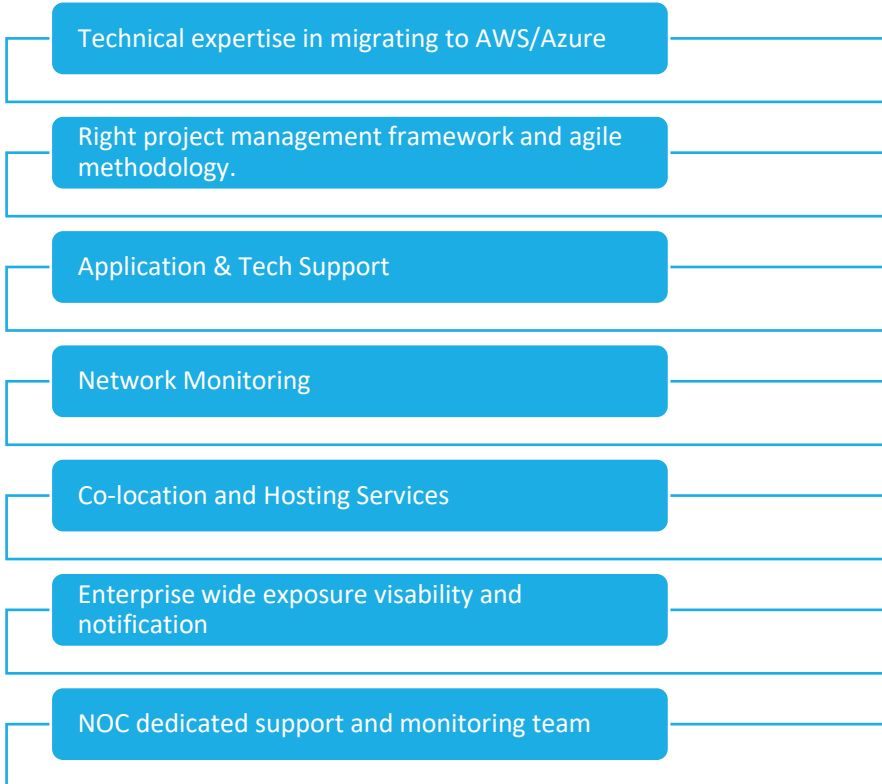 Technical expertise in migrating to AWS/Azure
Right project management framework and agile
methodology.
Application & Tech Support
Network Monitoring
Co-location and Hosting Services
Enterprise wide exposure visability and
notification
NOC dedicated support and monitoring team